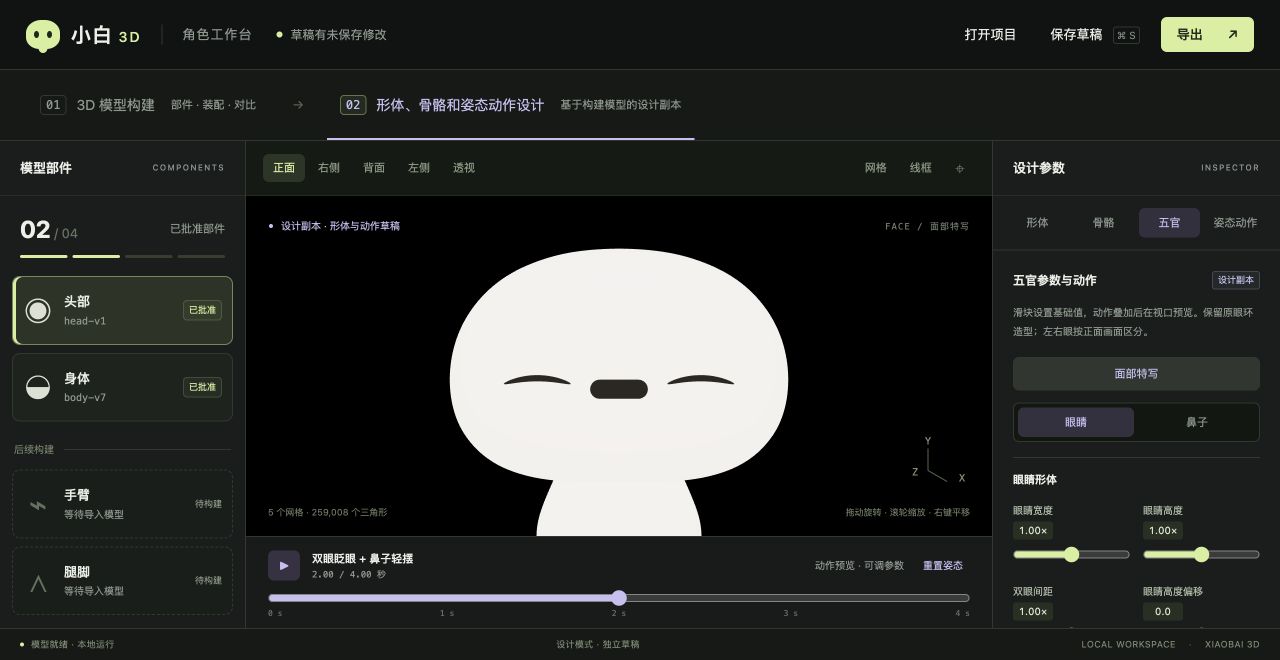 小白 3D
角色工作台
草稿有未保存修改
打开项目
保存草稿 ⌘ S
导出 ↗
01 3D 模型构建 部件 · 装配 · 对比 →
02 形体、骨骼和姿态动作设计 基于构建模型的设计副本
模型部件 COMPONENTS
02 / 04 已批准部件
头部
head-v1
已批准
身体
body-v7
已批准
后续构建
手臂
等待导入模型
待构建
腿脚
等待导入模型
待构建
正面 右侧 背面 左侧 透视
网格 线框
设计副本 · 形体与动作草稿
FACE / 面部特写
Y
Z X
5 个网格 · 259,008 个三角形
拖动旋转 · 滚轮缩放 · 右键平移
双眼眨眼 + 鼻子轻摆
2.00 / 4.00 秒
动作预览 · 可调参数 重置姿态
0 s 1 s 2 s 3 s 4 s
设计参数 INSPECTOR
形体 骨骼 五官 姿态动作
五官参数与动作 设计副本
滑块设置基础值，动作叠加后在视口预览。保留原眼环
造型；左右眼按正面画面区分。
面部特写
眼睛 鼻子
眼睛形体
眼睛宽度 眼睛高度
1.00× 1.00×
双眼间距 眼睛高度偏移
1.00× 0.0
模型就绪 · 本地运行
设计模式 · 独立草稿
LOCAL WORKSPACE · XIAOBAI 3D